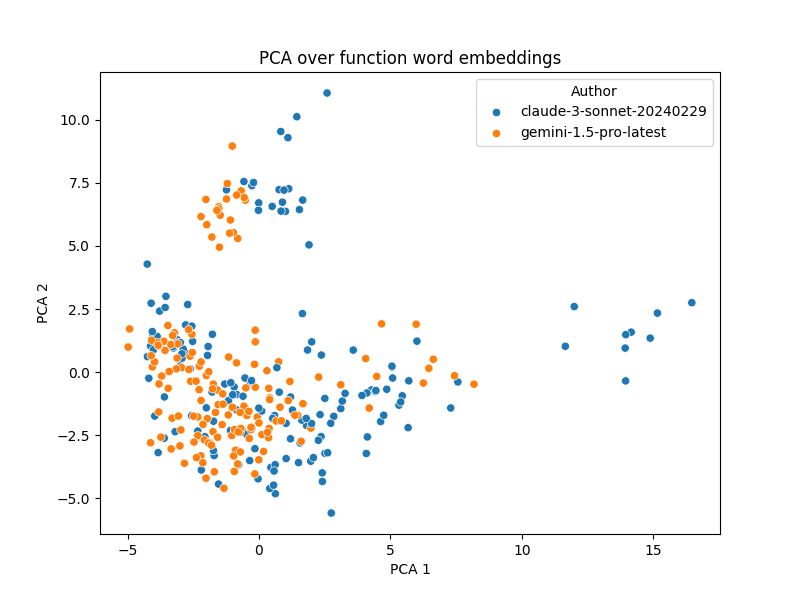 PCA over function word embeddings
Author
claude-3-sonnet-20240229
gemini-1.5-pro-latest
PCA 2
10.0
7.5
5.0
2.5
0.0
−2.5
−5.0
−5
0
5
10
15
PCA 1